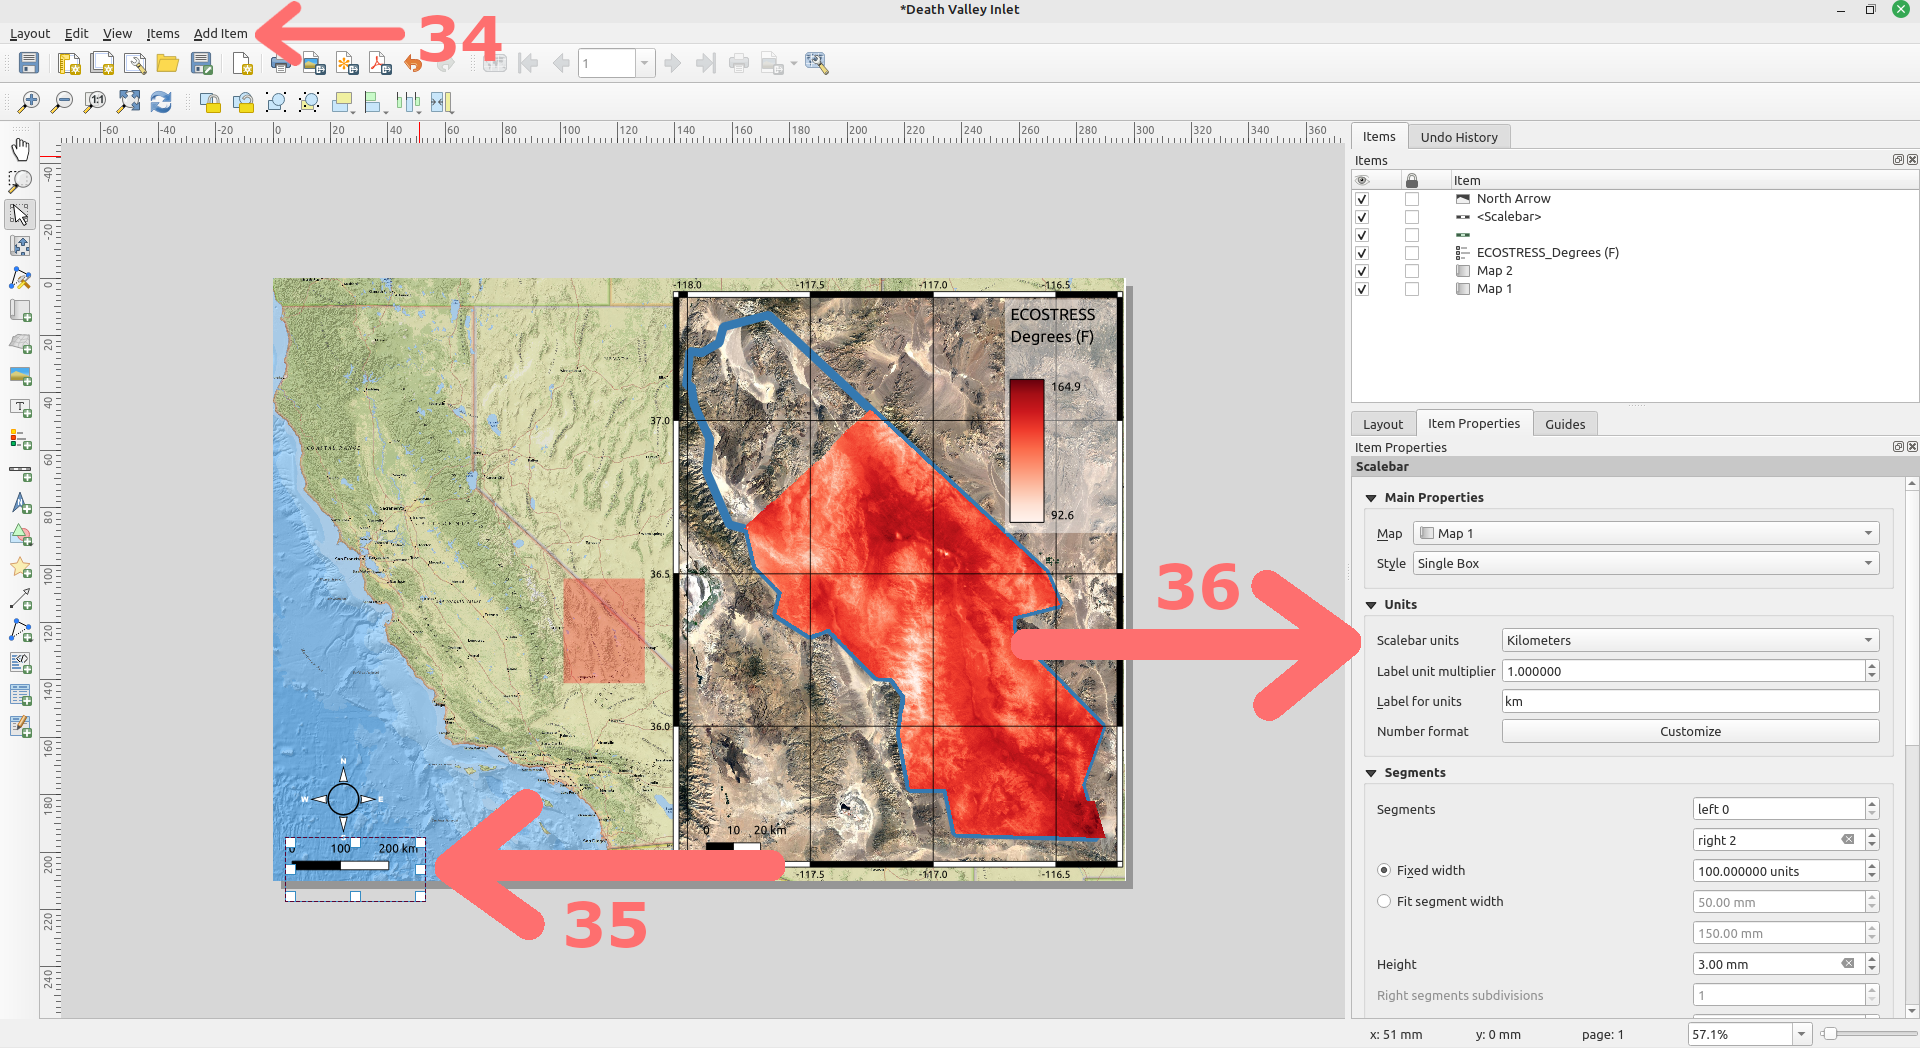 *Death Valley Inlet
Layout Edit View Items Add Item
34
1
1:1
-60 -40 -20 0 20 40 60 80 100 120 140 160 180 200 220 240 260 280 300 320 340 360
-40
-20
0
20
40
60
80
100
120
140
160
180
200
220
240
-118.0 -117.5 -117.0 -116.5
ECOSTRESS
Degrees (F)
164.9
92.6
37.0
36.5
36.0
-117.5 -117.0 -116.5
0 10 20 km
N
W E
0 100 200 km
35
36
Items Undo History
Items
Item
North Arrow
<Scalebar>
ECOSTRESS_Degrees (F)
Map 2
Map 1
Layout Item Properties Guides
Item Properties
Scalebar
Main Properties
Map Map 1
Style Single Box
Units
Scalebar units Kilometers
Label unit multiplier 1.000000
Label for units km
Number format Customize
Segments
Segments left 0
right 2
Fixed width 100.000000 units
Fit segment width 50.00 mm
150.00 mm
Height 3.00 mm
Right segments subdivisions 1
x: 51 mm y: 0 mm page: 1 57.1%